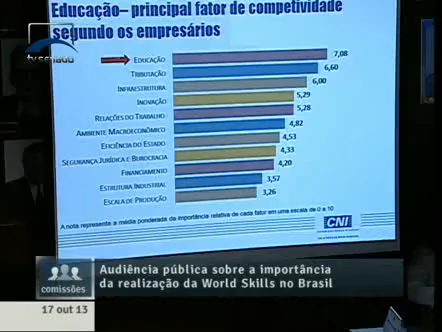 Educação– principal fator de competividade
segundo os empresários
tv senado
EDUCAÇÃO 7,08
TRIBUTAÇÃO 6,60
INFRAESTRUTURA 6,00
INOVAÇÃO 5,29
RELAÇÕES DO TRABALHO 5,28
AMBIENTE MACROECONÔMICO 4,82
EFICIÊNCIA DO ESTADO 4,53
SEGURANÇA JURÍDICA E BUROCRACIA 4,33
FINANCIAMENTO 4,20
ESTRUTURA INDUSTRIAL 3,57
ESCALA DE PRODUÇÃO 3,26
A nota representa a média ponderada da importância relativa de cada fator em uma escala de 0 a 10
CNI
comissões
Audiência pública sobre a importância
da realização da World Skills no Brasil
17 out 13